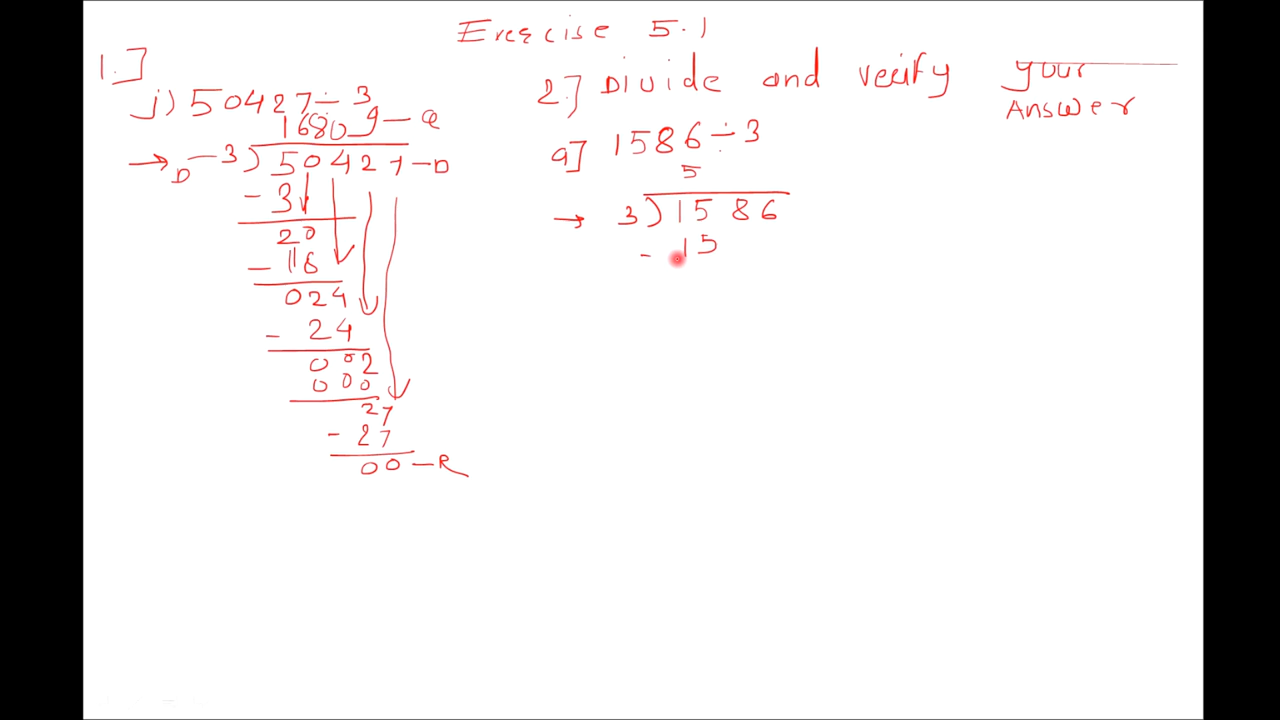 Exercise 5.1
1.]
j) 50427 ÷ 3
16809 — Q
→ D — 3) 50427 — D
- 3
20
- 18
024
- 24
002
000
27
- 27
00 — R
2.] Divide and verify your
Answer
a] 1586 ÷ 3
5
→ 3) 1586
- 15